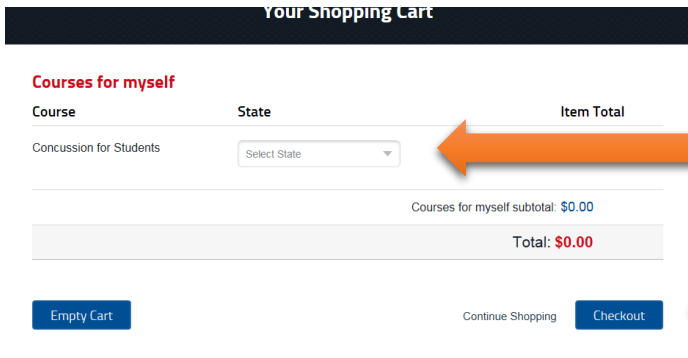 Your Shopping Cart
Courses for myself
Course State Item Total
Concussion for Students Select State
Courses for myself subtotal: $0.00
Total: $0.00
Empty Cart Continue Shopping Checkout